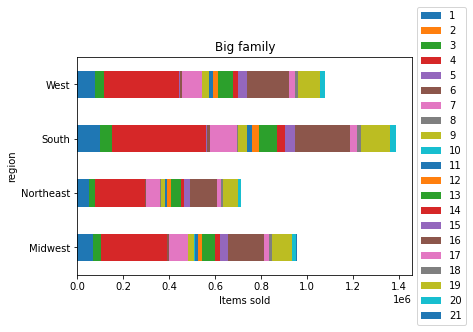 Big family
region
West
South
Northeast
Midwest
0.0 0.2 0.4 0.6 0.8 1.0 1.2 1.4
1e6
Items sold
1
2
3
4
5
6
7
8
9
10
11
12
13
14
15
16
17
18
19
20
21